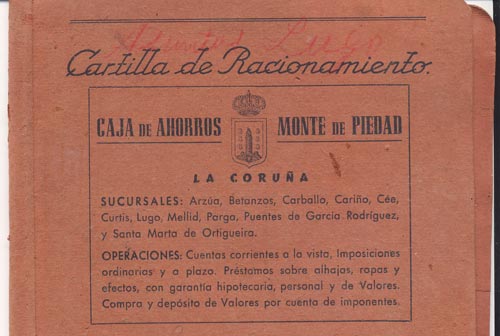 Asuntos Lugo
Cartilla de Racionamiento.
CAJA DE AHORROS MONTE DE PIEDAD
LA CORUÑA
SUCURSALES: Arzúa, Betanzos, Carballo, Cariño, Cée,
Curtis, Lugo, Mellid, Parga, Puentes de García Rodríguez,
y Santa Marta de Ortigueira.
OPERACIONES: Cuentas corrientes a la vista, Imposiciones
ordinarias y a plazo. Préstamos sobre alhajas, ropas y
efectos, con garantía hipotecaria, personal y de Valores.
Compra y depósito de Valores por cuenta de imponentes.